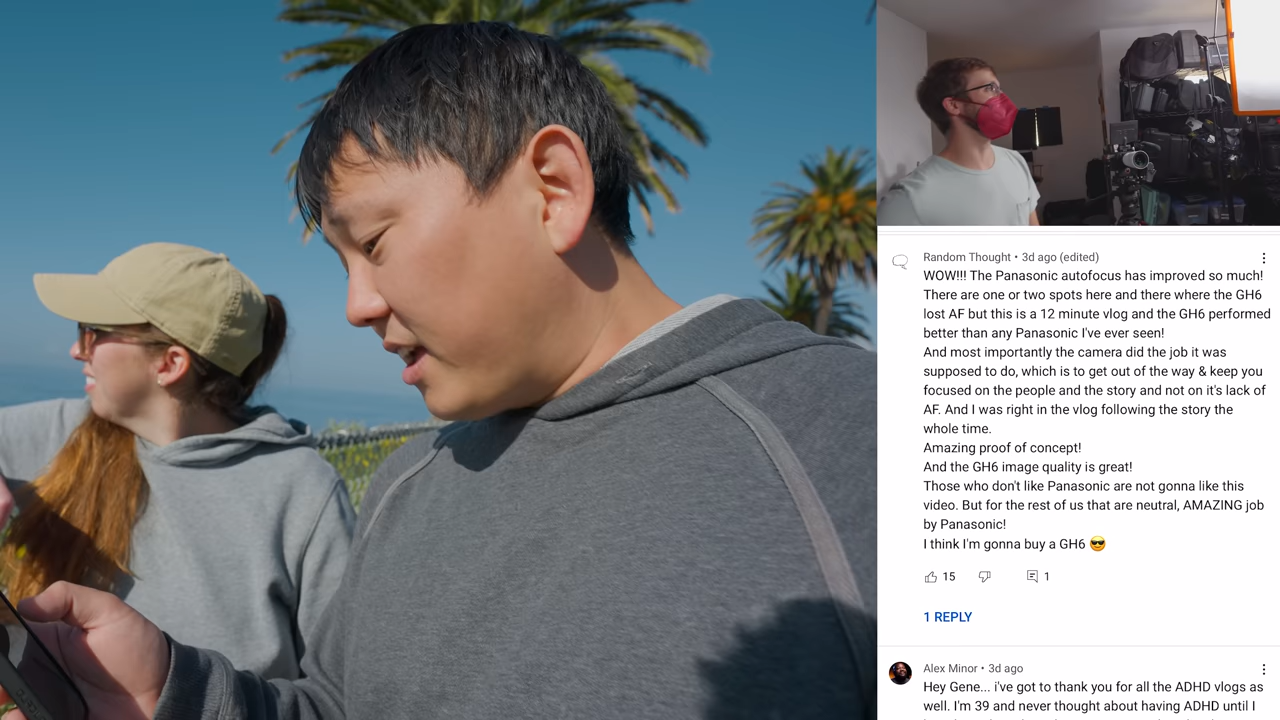 Random Thought • 3d ago (edited)
WOW!!! The Panasonic autofocus has improved so much!
There are one or two spots here and there where the GH6
lost AF but this is a 12 minute vlog and the GH6 performed
better than any Panasonic I've ever seen!
And most importantly the camera did the job it was
supposed to do, which is to get out of the way & keep you
focused on the people and the story and not on it's lack of
AF. And I was right in the vlog following the story the
whole time.
Amazing proof of concept!
And the GH6 image quality is great!
Those who don't like Panasonic are not gonna like this
video. But for the rest of us that are neutral, AMAZING job
by Panasonic!
I think I'm gonna buy a GH6 😎
15 1
1 REPLY
Alex Minor • 3d ago
Hey Gene... i've got to thank you for all the ADHD vlogs as
well. I'm 39 and never thought about having ADHD until I